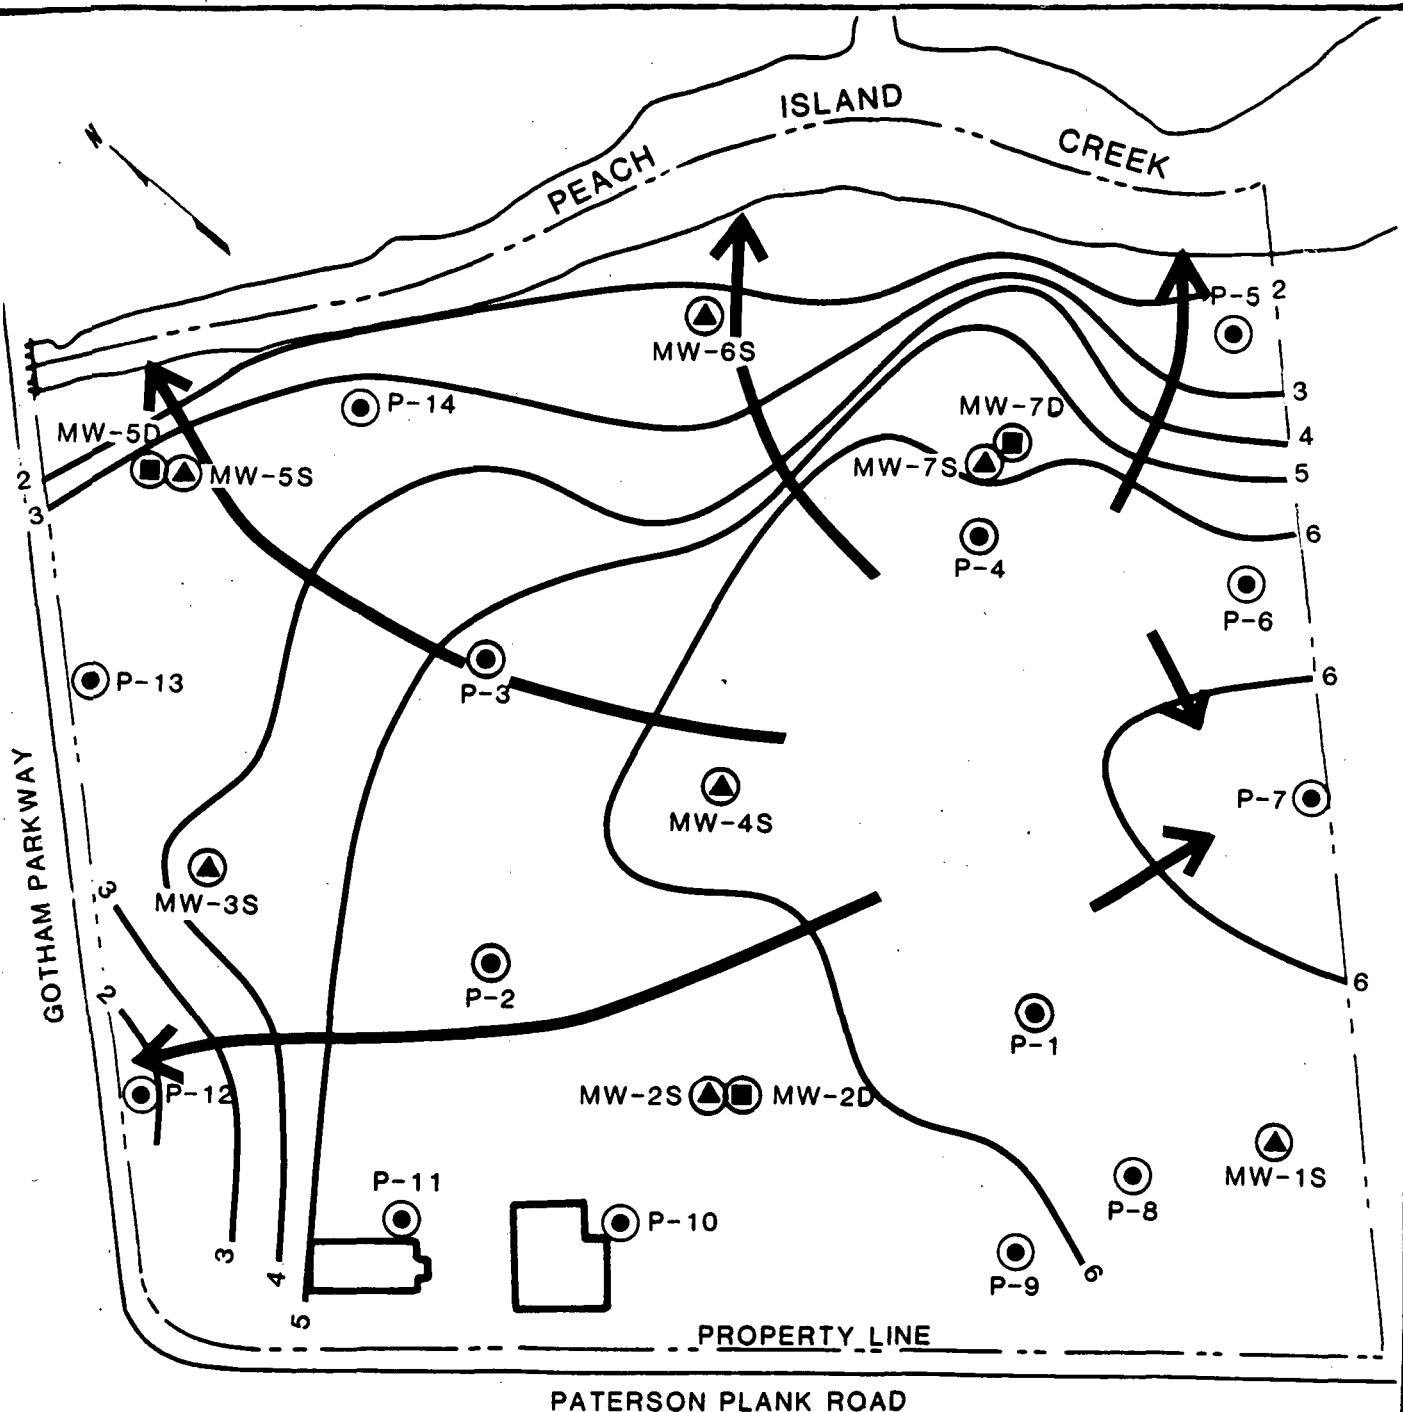 ISLAND
CREEK
PEACH
N
P-5
2
MW-6S
3
P-14
MW-7D
4
MW-5D
MW-7S
5
2
MW-5S
3
6
P-4
P-6
P-13
P-3
6
GOTHAM PARKWAY
P-7
MW-4S
3
MW-3S
2
P-2
6
P-1
P-12
MW-2S
MW-2D
P-11
MW-1S
P-8
P-10
3
4
P-9
6
5
PROPERTY LINE
PATERSON PLANK ROAD